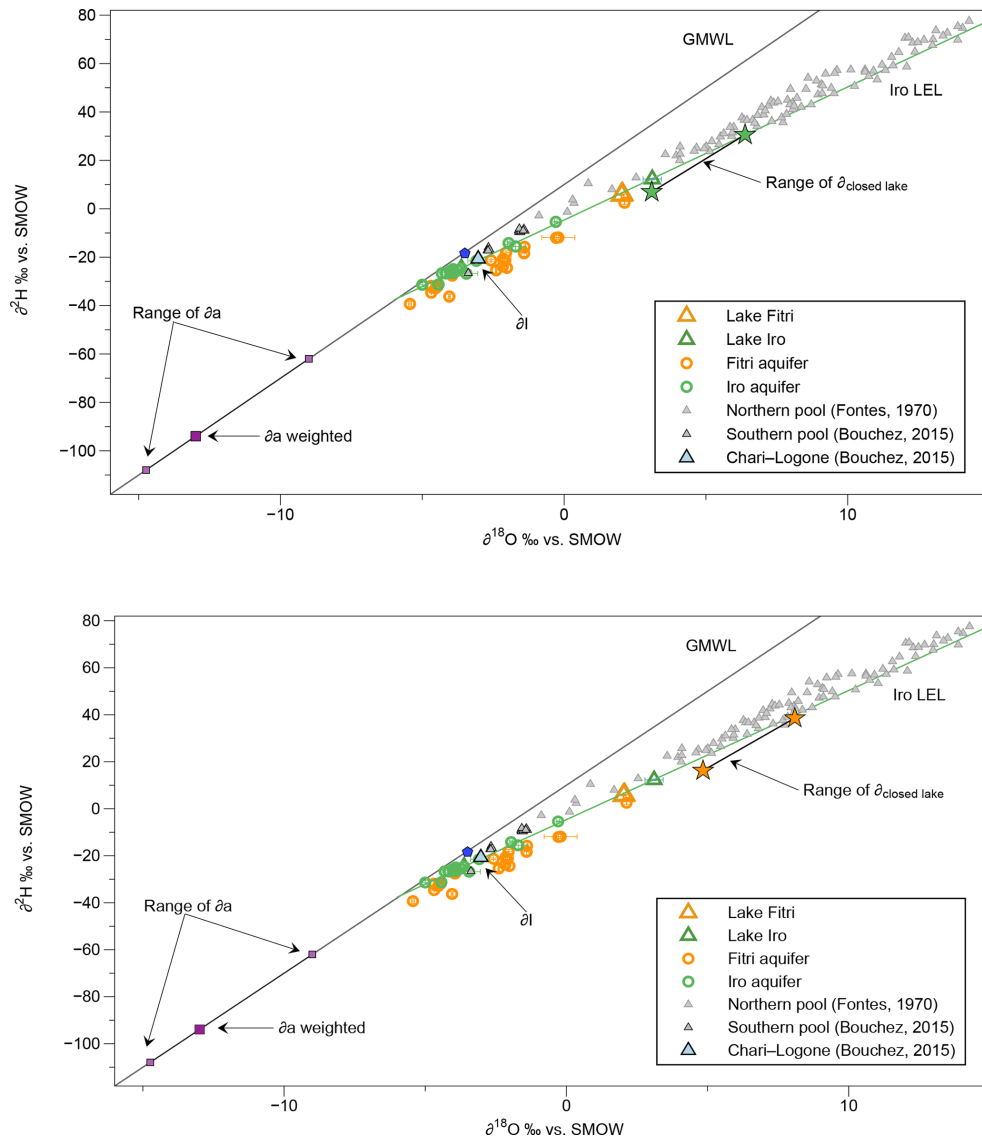 80
60
40
20
0
−20
−40
−60
−80
−100
∂²H ‰ vs. SMOW
GMWL
Iro LEL
Range of ∂closed lake
Range of ∂a
∂I
∂a weighted
Lake Fitri
Lake Iro
Fitri aquifer
Iro aquifer
Northern pool (Fontes, 1970)
Southern pool (Bouchez, 2015)
Chari–Logone (Bouchez, 2015)
−10 0 10
∂¹⁸O ‰ vs. SMOW
80
60
40
20
0
−20
−40
−60
−80
−100
∂²H ‰ vs. SMOW
GMWL
Iro LEL
Range of ∂closed lake
Range of ∂a
∂I
∂a weighted
Lake Fitri
Lake Iro
Fitri aquifer
Iro aquifer
Northern pool (Fontes, 1970)
Southern pool (Bouchez, 2015)
Chari–Logone (Bouchez, 2015)
−10 0 10
∂¹⁸O ‰ vs. SMOW